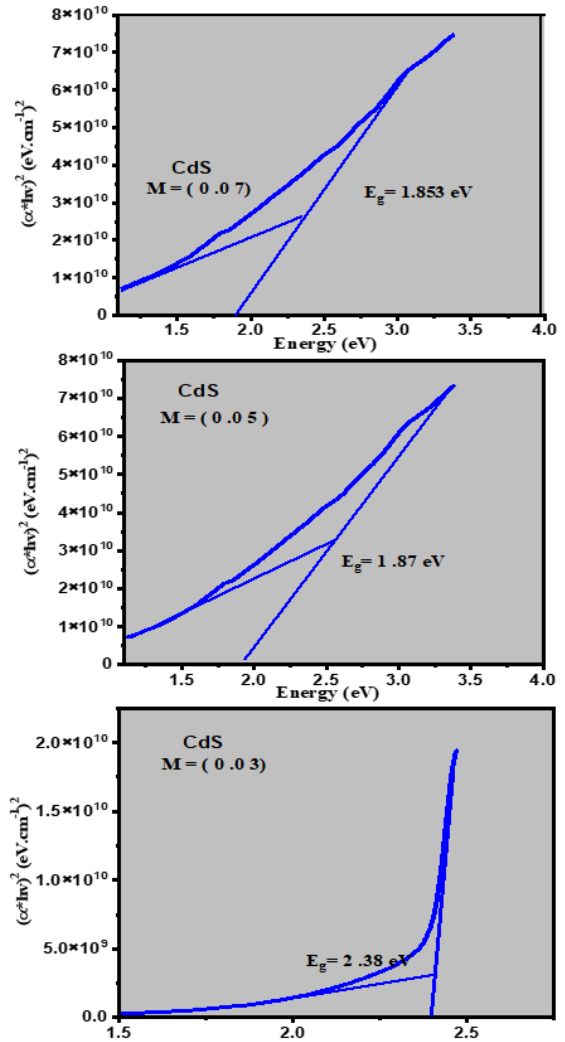 8×10¹⁰
7×10¹⁰
6×10¹⁰
5×10¹⁰
4×10¹⁰
3×10¹⁰
2×10¹⁰
1×10¹⁰
0
(α*hν)² (eV.cm⁻¹)²
CdS
M = ( 0 .0 7)
E_g= 1.853 eV
1.5 2.0 2.5 3.0 3.5 4.0
Energy (eV)
8×10¹⁰
7×10¹⁰
6×10¹⁰
5×10¹⁰
4×10¹⁰
3×10¹⁰
2×10¹⁰
1×10¹⁰
0
(α*hν)² (eV.cm⁻¹)²
CdS
M = ( 0 .0 5 )
E_g= 1 .87 eV
1.5 2.0 2.5 3.0 3.5 4.0
Energy (eV)
2.0×10¹⁰
1.5×10¹⁰
1.0×10¹⁰
5.0×10⁹
0.0
(α*hν)² (eV.cm⁻¹)²
CdS
M = ( 0 .0 3)
E_g= 2 .38 eV
1.5 2.0 2.5